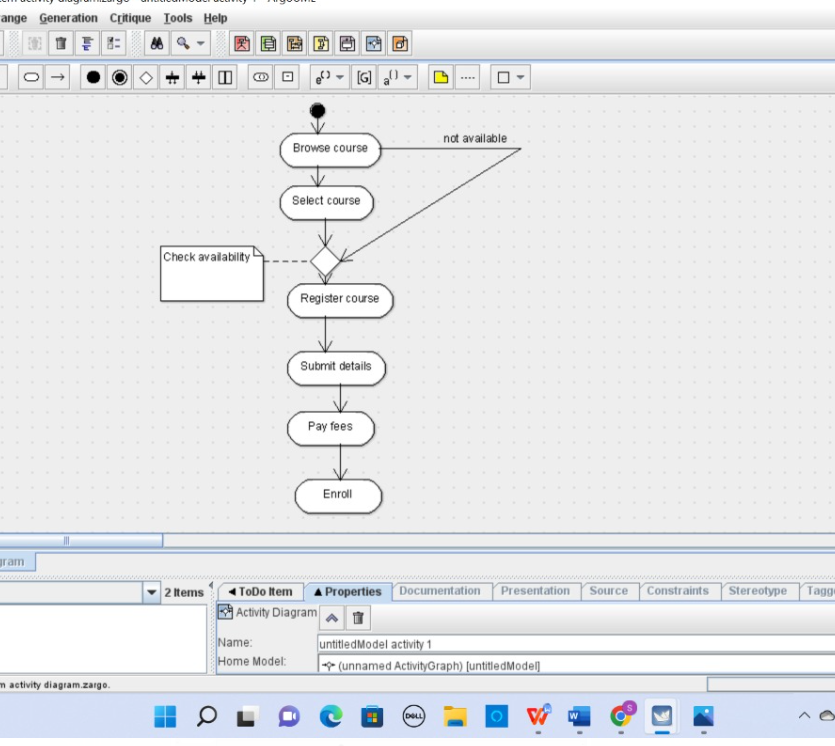 ange Generation Critique Tools Help
e [G] a
not available
Browse course
Select course
Check availability
Register course
Submit details
Pay fees
Enroll
gram
2 Items
ToDo Item Properties Documentation Presentation Source Constraints Stereotype Tagg
Activity Diagram
Name: untitledModel activity 1
Home Model: (unnamed ActivityGraph) [untitledModel]
m activity diagram.zargo.
DELL
W
W
S